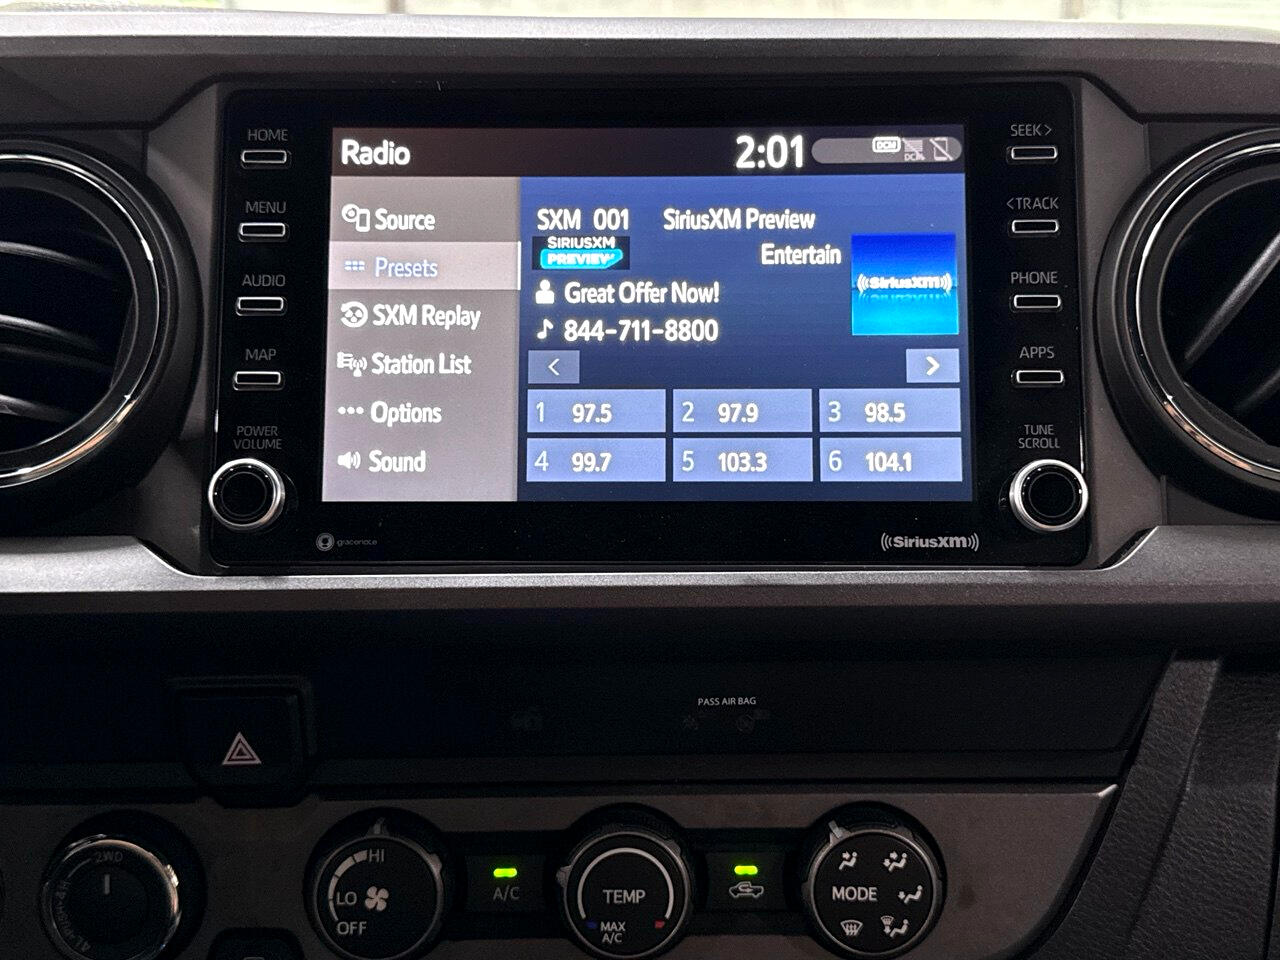 HOME
MENU
AUDIO
MAP
POWER
VOLUME
Radio
2:01
DCM
DCM
Source
Presets
SXM Replay
Station List
Options
Sound
SXM 001 SiriusXM Preview
SIRIUSXM
PREVIEW
Entertain
((SiriusXM))
Great Offer Now!
844-711-8800
<
>
1 97.5
2 97.9
3 98.5
4 99.7
5 103.3
6 104.1
SEEK >
< TRACK
PHONE
APPS
TUNE
SCROLL
gracenote
((SiriusXM))
PASS AIR BAG
2WD
HI
LO
OFF
A/C
TEMP
MAX
A/C
MODE